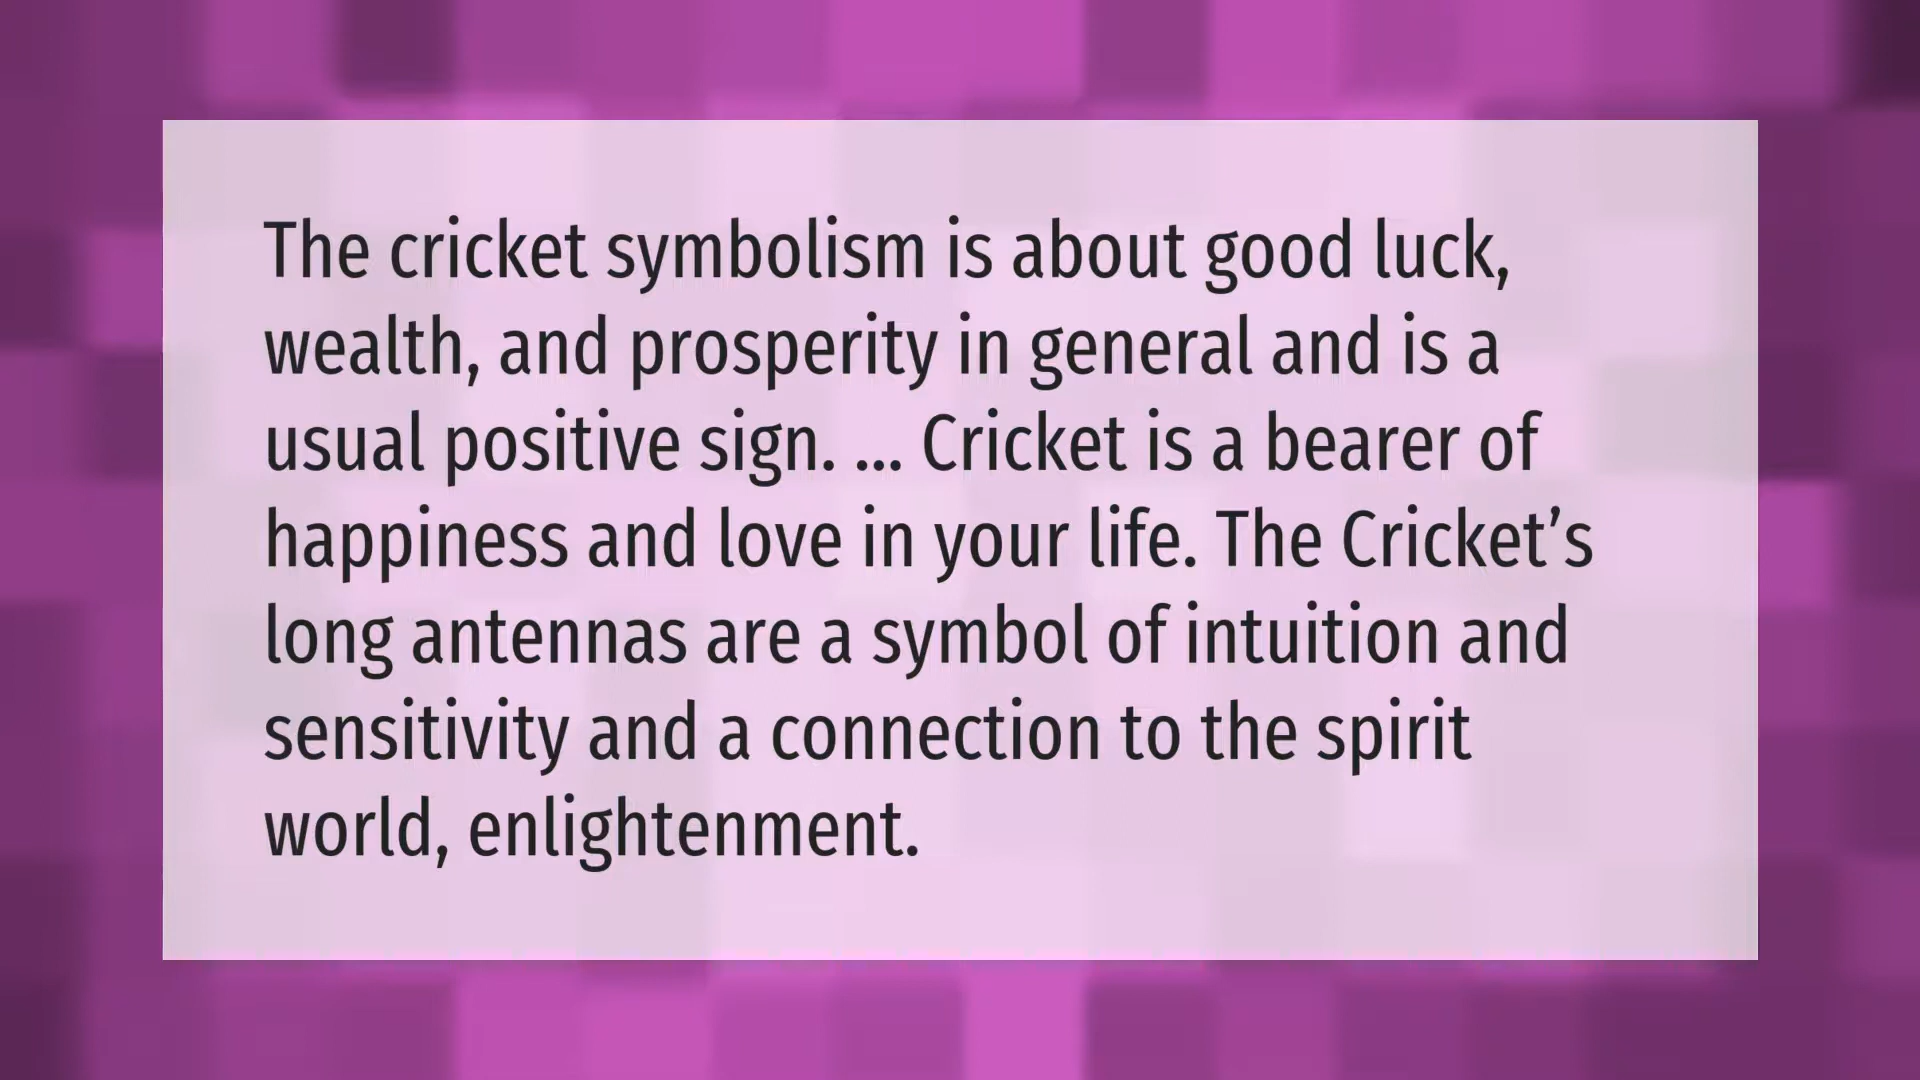 The cricket symbolism is about good luck,
wealth, and prosperity in general and is a
usual positive sign. ... Cricket is a bearer of
happiness and love in your life. The Cricket’s
long antennas are a symbol of intuition and
sensitivity and a connection to the spirit
world, enlightenment.